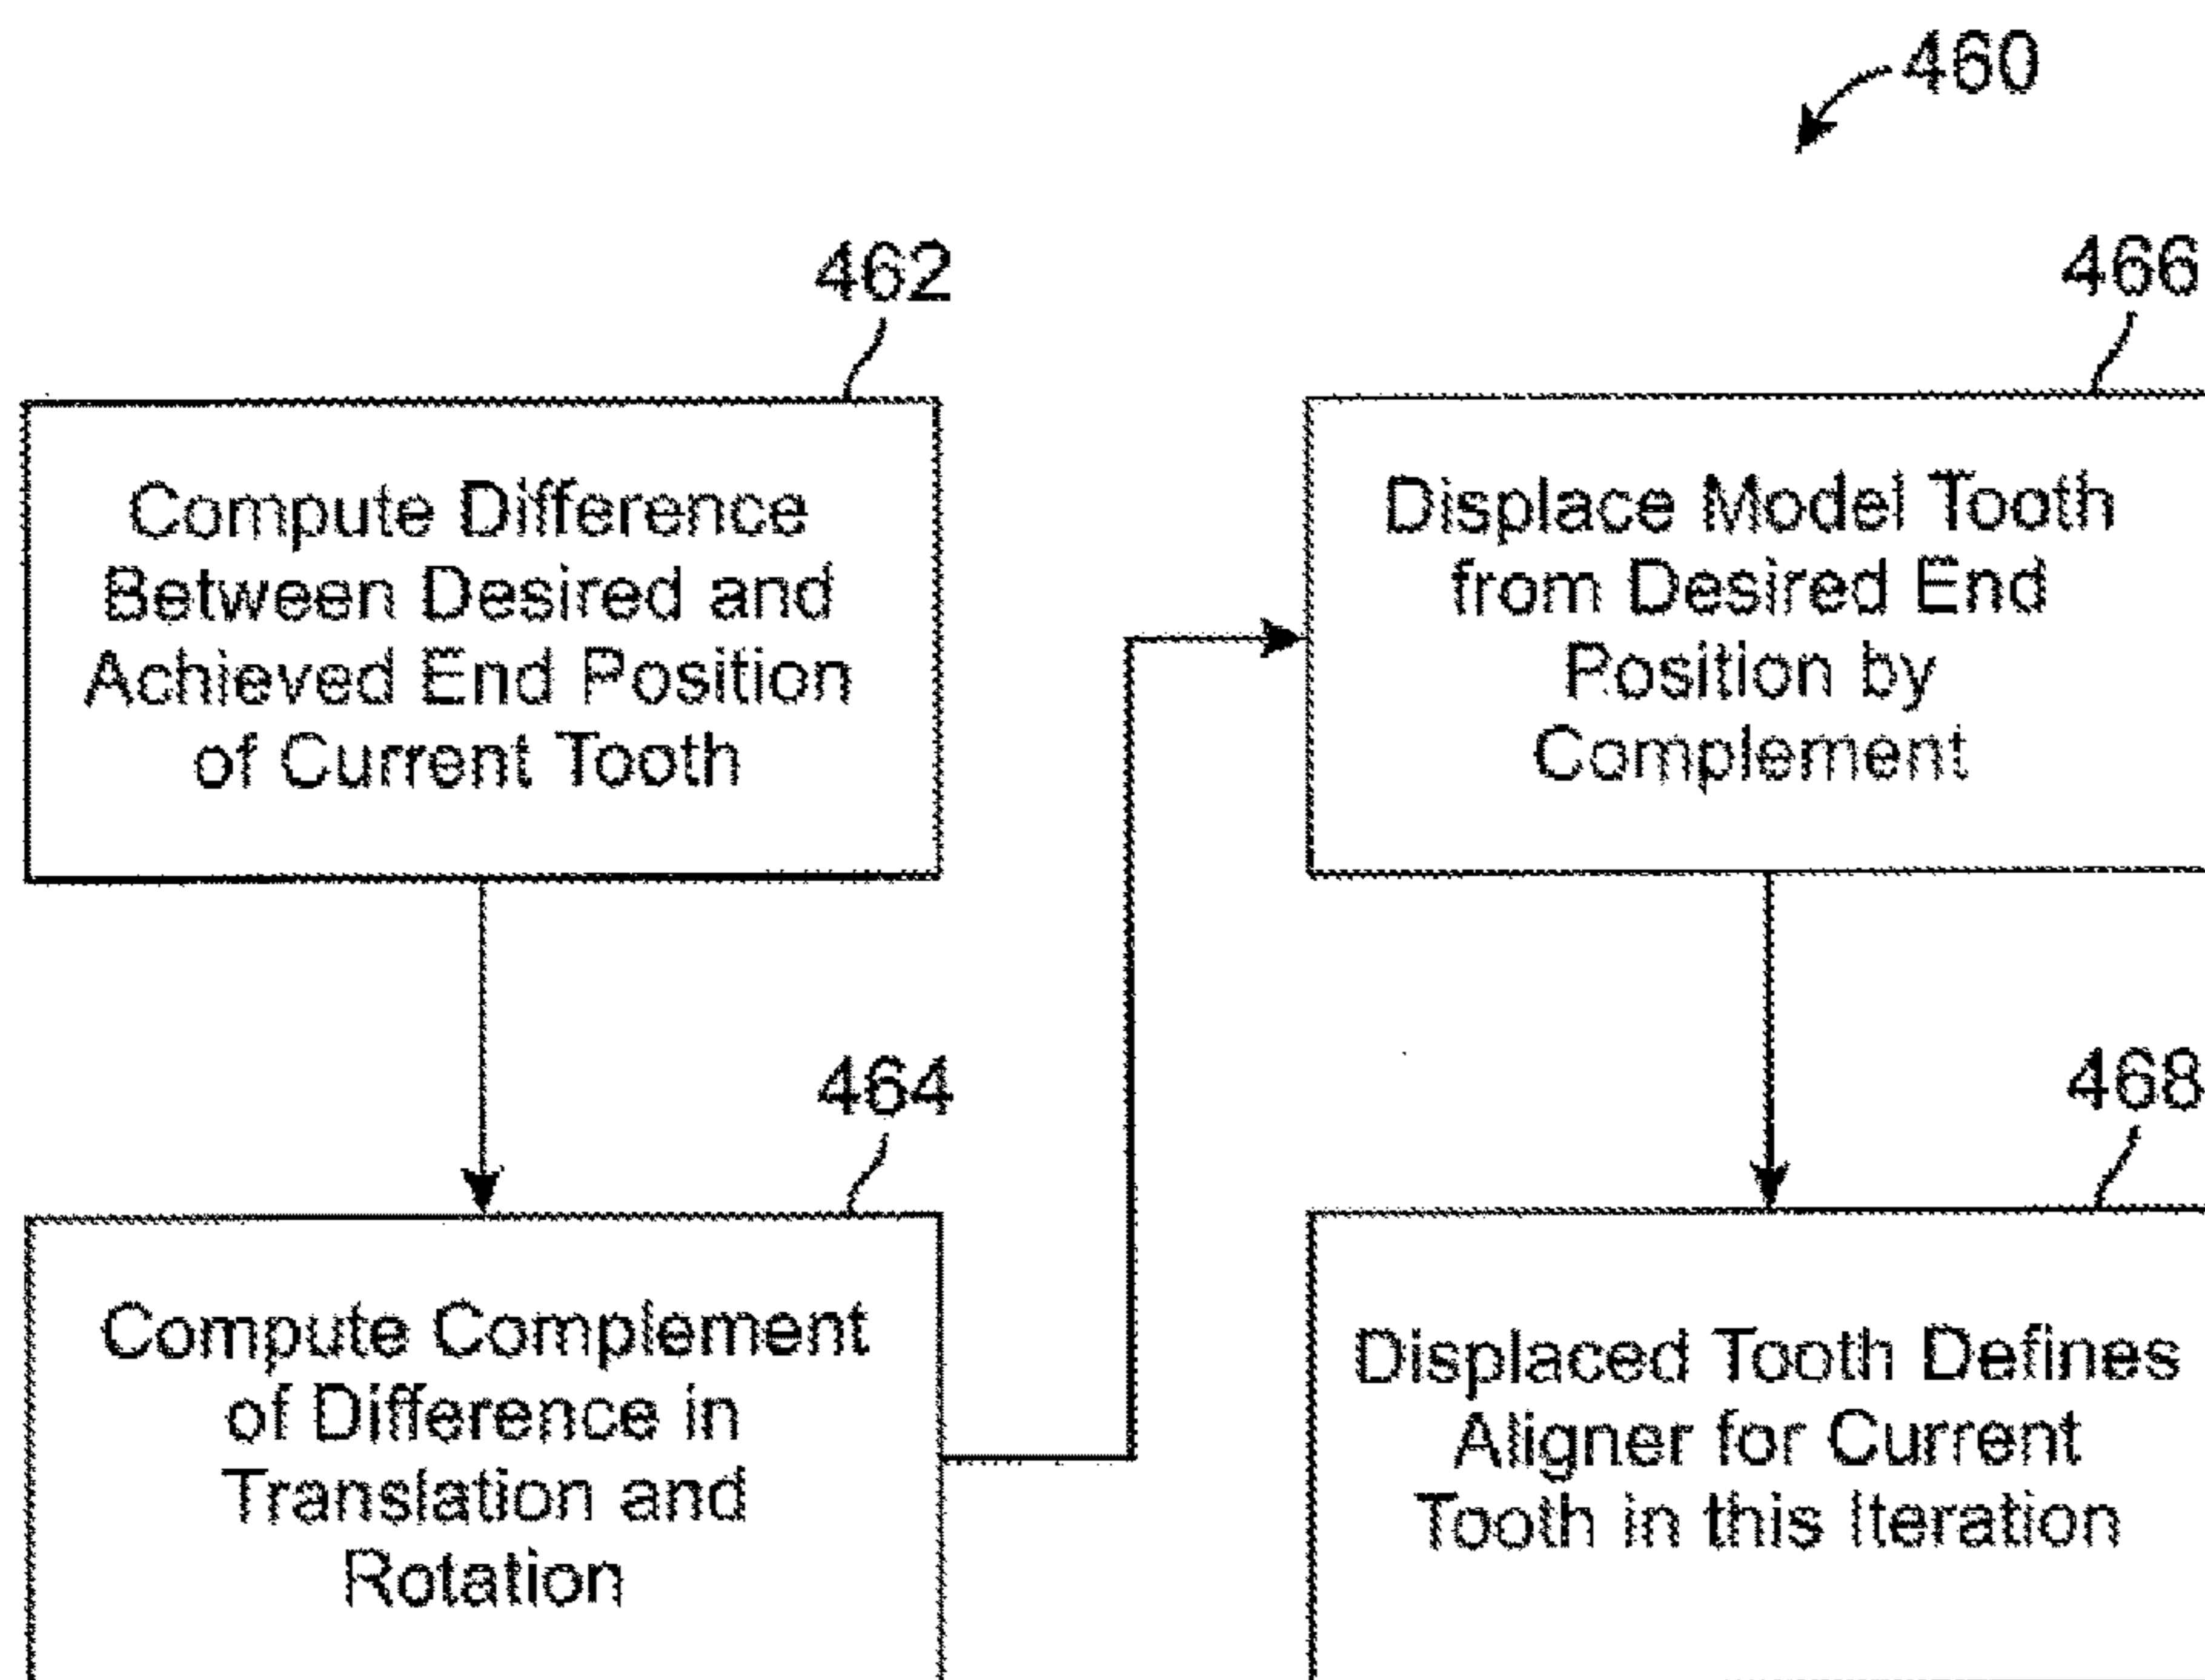 460
462
Compute Difference
Between Desired and
Achieved End Position
of Current Tooth
464
Compute Complement
of Difference in
Translation and
Rotation
466
Displace Model Tooth
from Desired End
Position by
Complement
468
Displaced Tooth Defines
Aligner for Current
Tooth in this Iteration